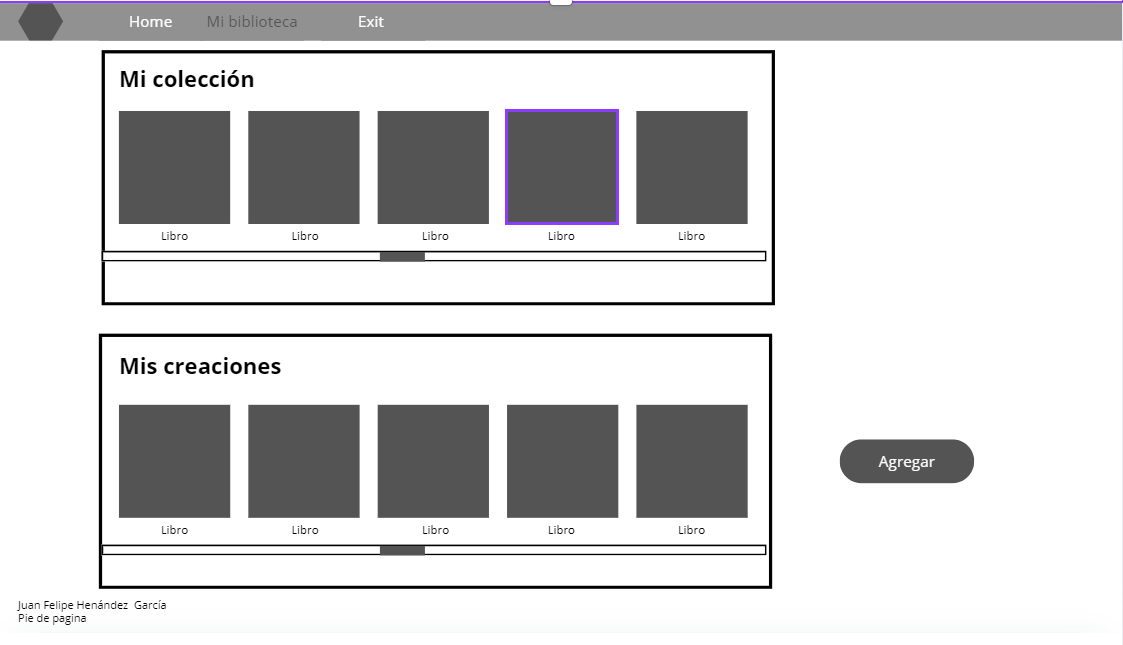 Home Mi biblioteca Exit
Mi colección
Libro Libro Libro Libro Libro
Mis creaciones
Agregar
Libro Libro Libro Libro Libro
Juan Felipe Henández García
Pie de pagina